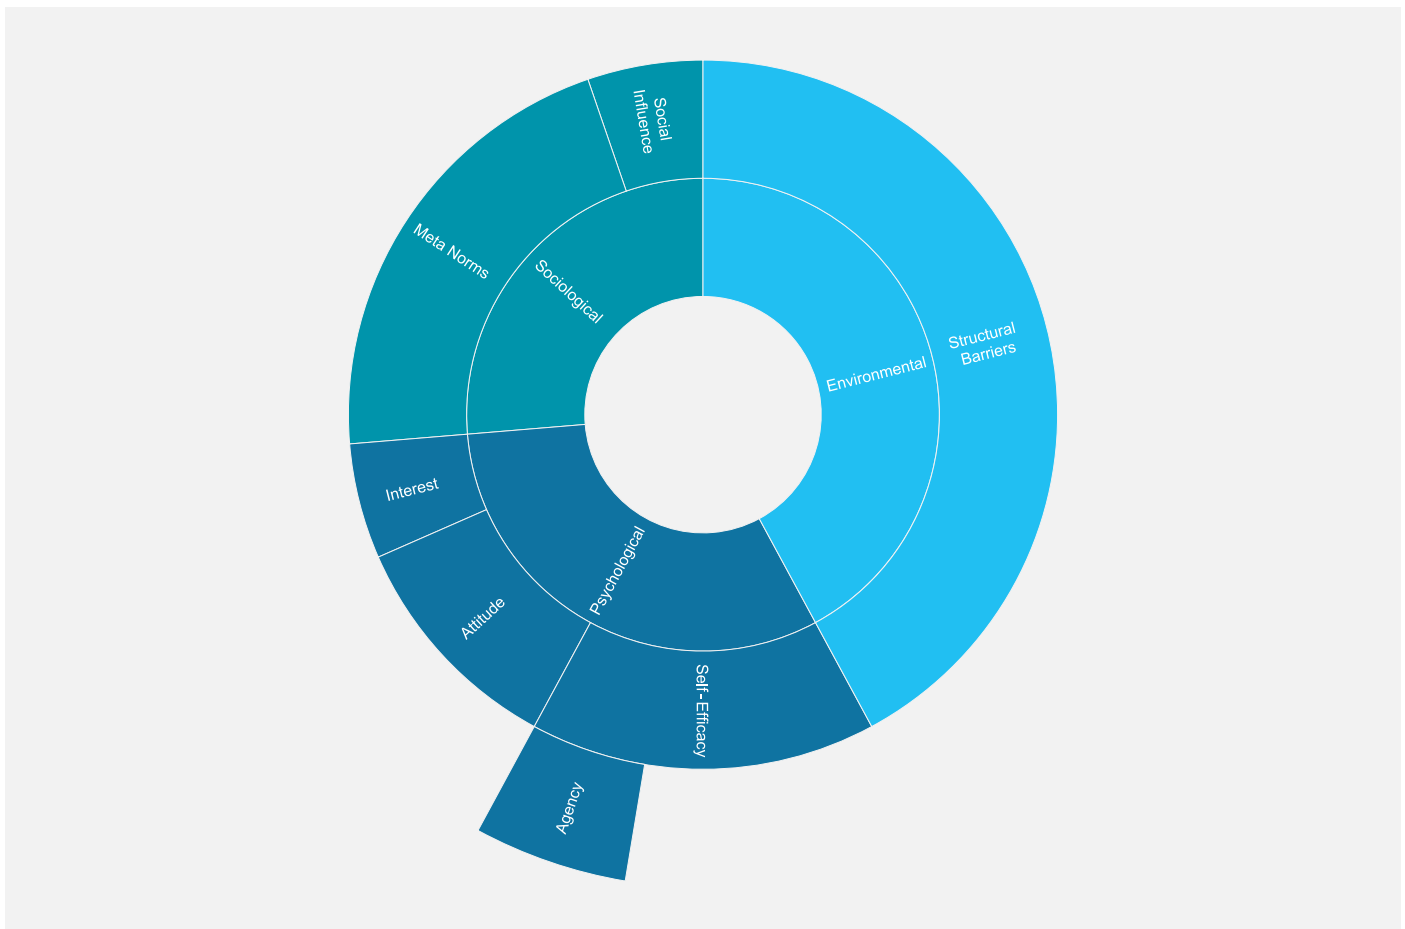 Social
Influence
Meta Norms
Sociological
Structural
Barriers
Environmental
Interest
Psychological
Attitude
Self-Efficacy
Agency